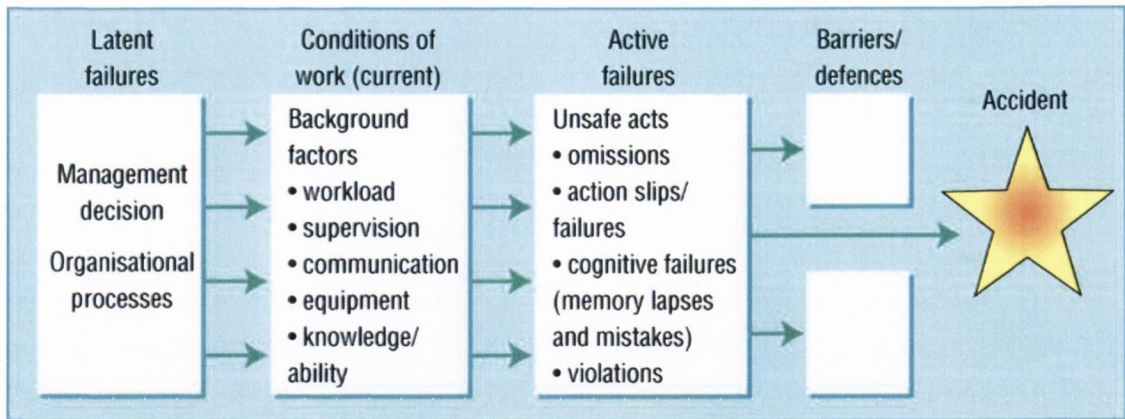 Latent
failures
Management
decision
Organisational
processes
Conditions of
work (current)
Background
factors
• workload
• supervision
• communication
• equipment
• knowledge/
ability
Active
failures
Unsafe acts
• omissions
• action slips/
failures
• cognitive failures
(memory lapses
and mistakes)
• violations
Barriers/
defences
Accident